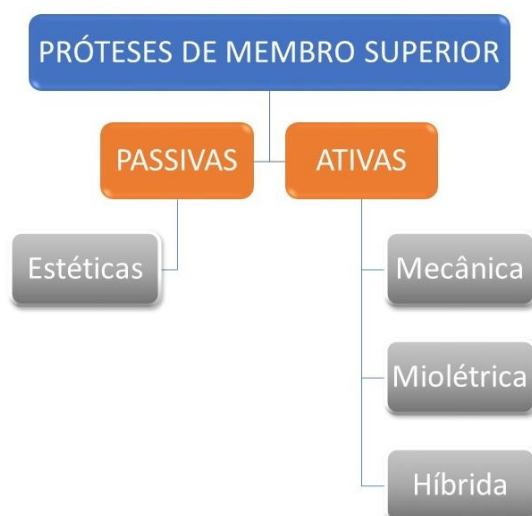 PRÓTESES DE MEMBRO SUPERIOR
PASSIVAS
ATIVAS
Estéticas
Mecânica
Miolétrica
Híbrida